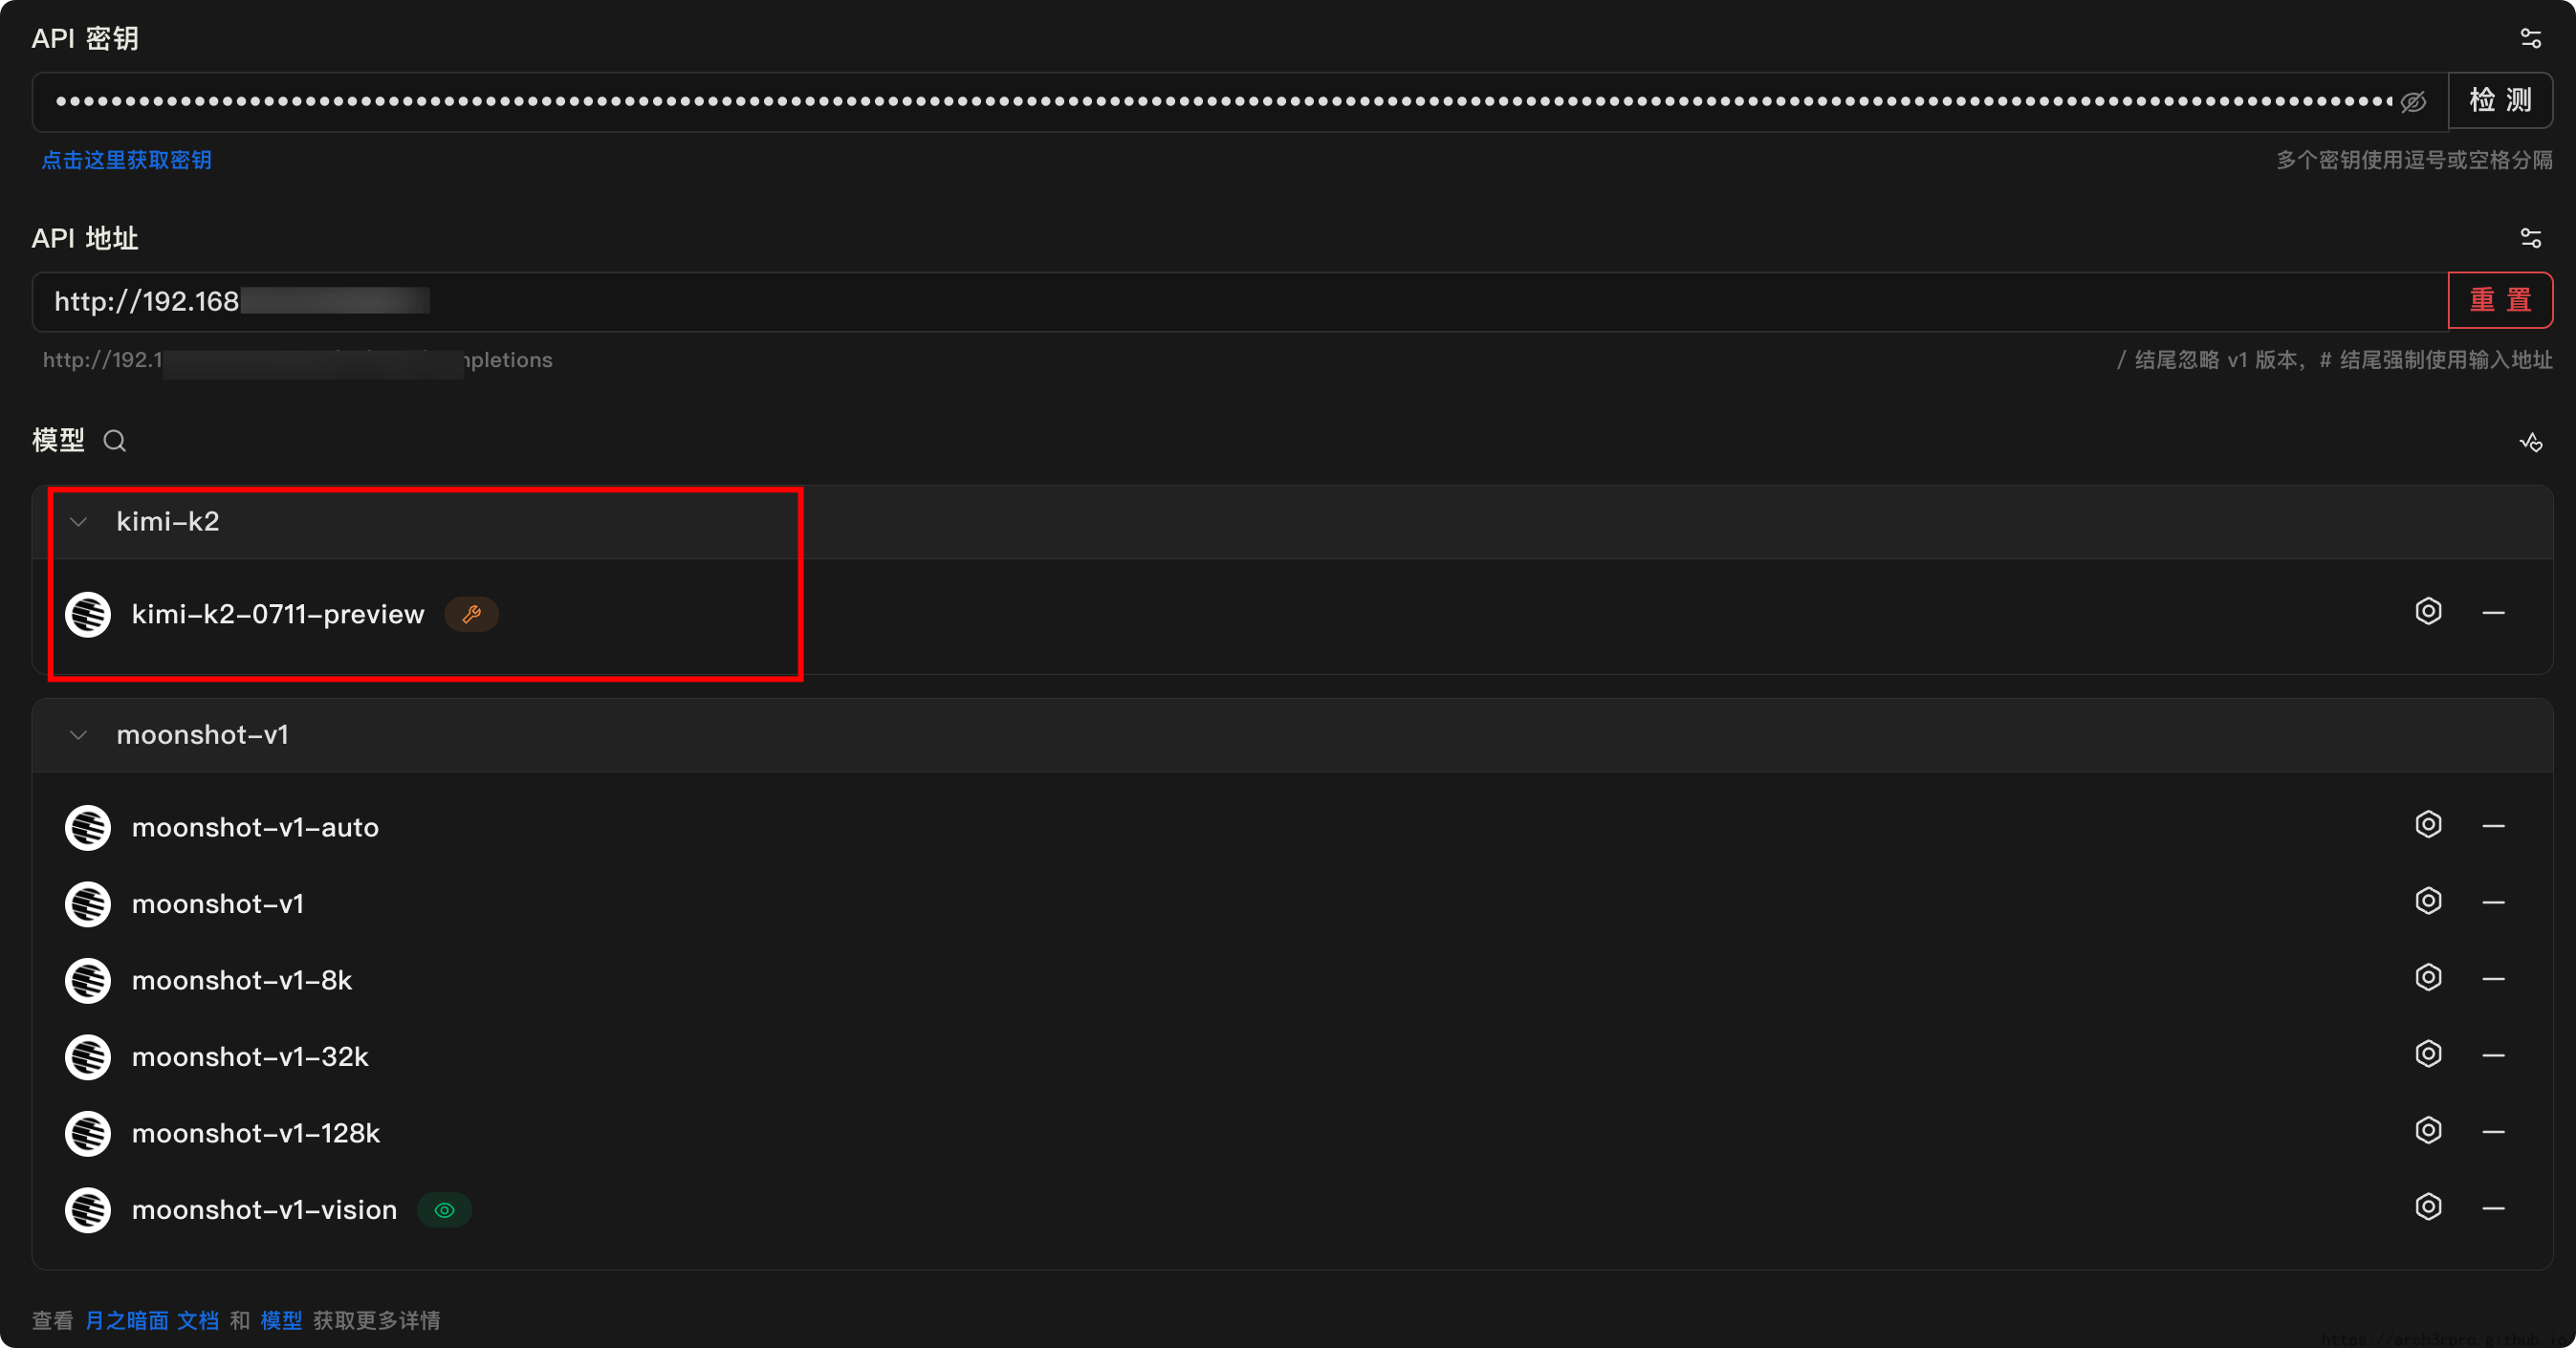 API 密钥
检 测
点击这里获取密钥
多个密钥使用逗号或空格分隔
API 地址
http://192.168
重 置
http://192.1
pletions
/ 结尾忽略 v1 版本，# 结尾强制使用输入地址
模型
kimi-k2
kimi-k2-0711-preview
moonshot-v1
moonshot-v1-auto
moonshot-v1
moonshot-v1-8k
moonshot-v1-32k
moonshot-v1-128k
moonshot-v1-vision
查看 月之暗面 文档 和 模型 获取更多详情
https://arch3rpro.github.io